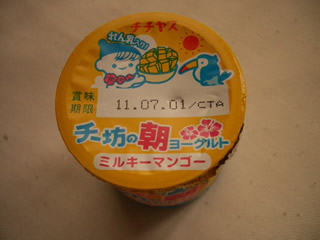 チチヤス
れん乳入り!
賞味
期限
11.07.01/CTA
チー坊の朝ヨーグルト
ミルキーマンゴー